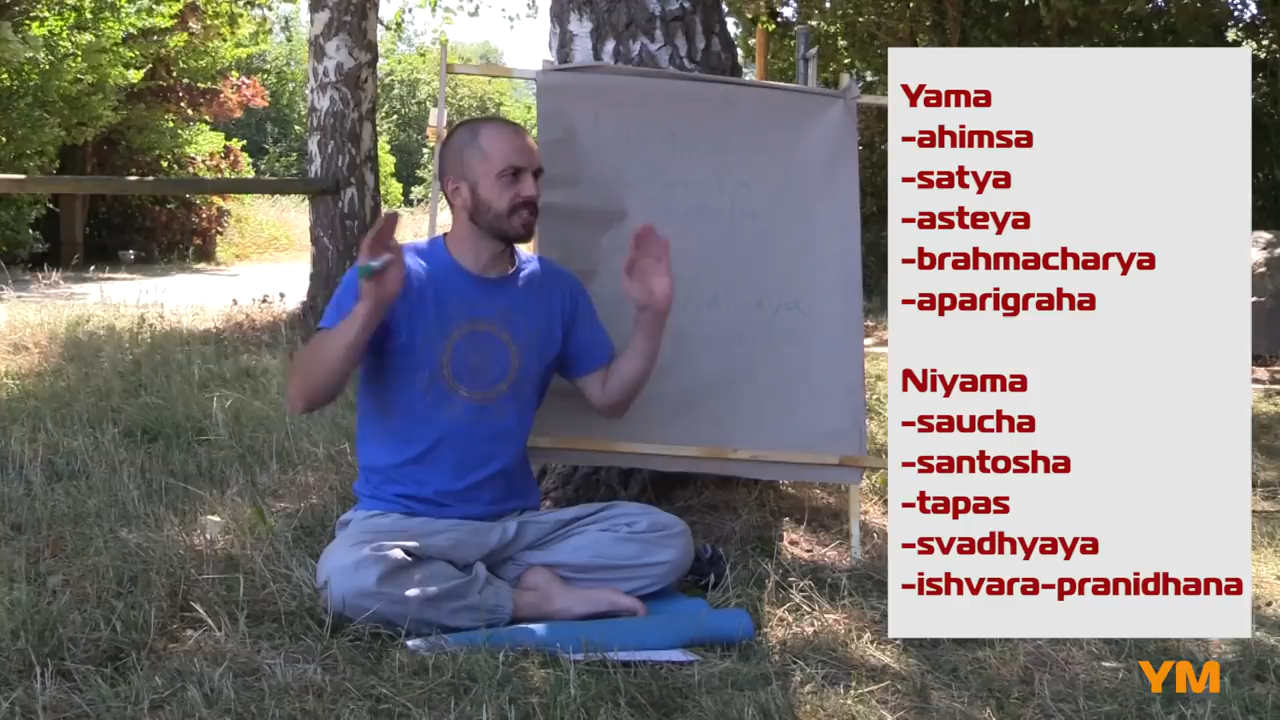 Yama
-ahimsa
-satya
-asteya
-brahmacharya
-aparigraha
Niyama
-saucha
-santosha
-tapas
-svadhyaya
-ishvara-pranidhana
YM